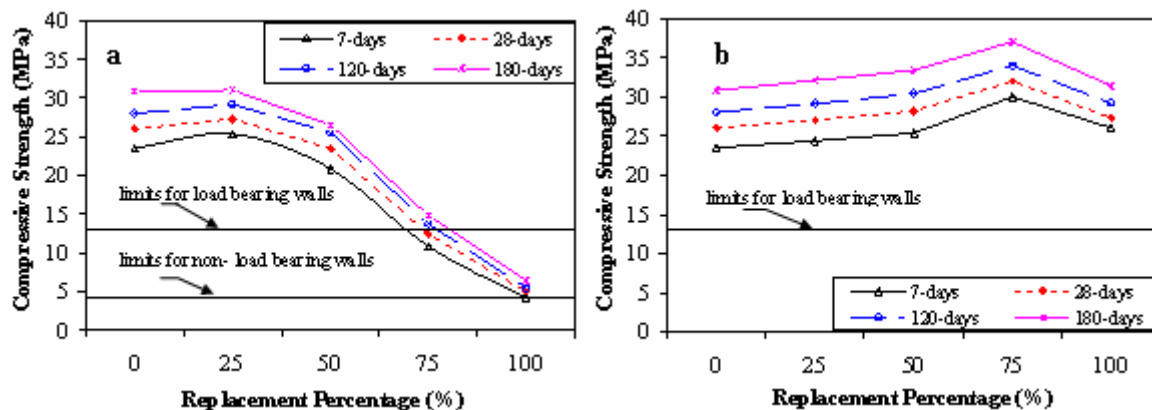 Compressive Strength (MPa)
40
35
30
25
20
15
10
5
0
a
7-days
28-days
120-days
180-days
limits for load bearing walls
limits for non- load bearing walls
0 25 50 75 100
Replacement Percentage (%)
Compressive Strength (MPa)
40
35
30
25
20
15
10
5
0
b
limits for load bearing walls
7-days
28-days
120-days
180-days
0 25 50 75 100
Replacement Percentage (%)